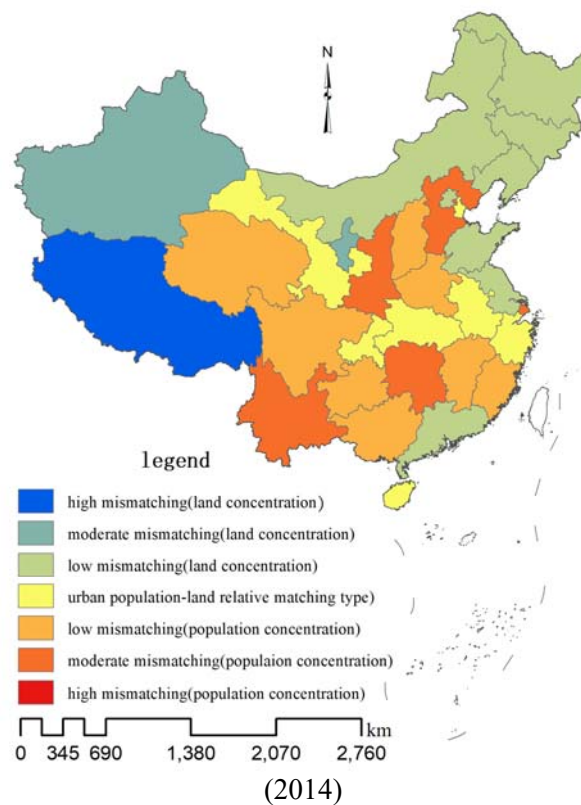 N
legend
high mismatching(land concentration)
moderate mismatching(land concentration)
low mismatching(land concentration)
urban population-land relative matching type)
low mismatching(population concentration)
moderate mismatching(populaion concentration)
high mismatching(population concentration)
km
0 345 690 1,380 2,070 2,760
(2014)